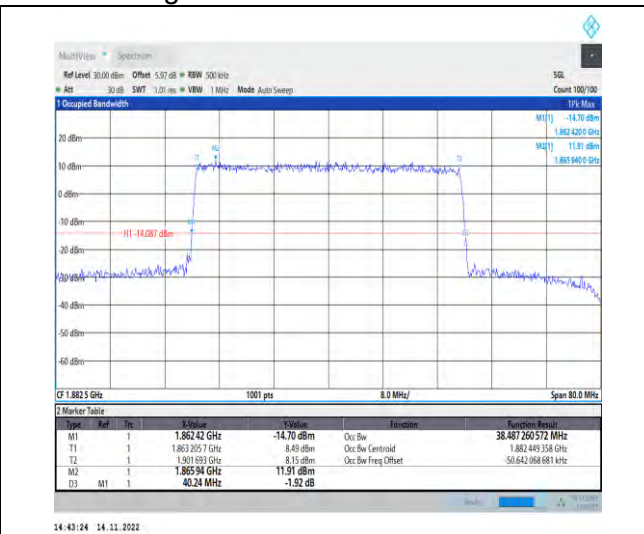 MultiView Spectrum
Ref Level 30.00 dBm Offset 5.97 dB RBW 500 kHz SGL
Att 30 dB SWT 1.01 ms VBW 1 MHz Mode Auto Sweep Count 100/100
1 Occupied Bandwidth 1Pk Max
M1[1] -14.70 dBm
1.862 4200 GHz
M2[1] 11.91 dBm
1.865 9400 GHz
20 dBm
M2
T1
T2
10 dBm
0 dBm
-10 dBm
M1
H1 -14.087 dBm
D3
-20 dBm
-30 dBm
-40 dBm
-50 dBm
-60 dBm
CF 1.882 5 GHz 1001 pts 8.0 MHz/ Span 80.0 MHz
2 Marker Table
Type Ref Trc X-Value Y-Value Function Function Result
M1 1 1.862 42 GHz -14.70 dBm Occ Bw 38.487 260 572 MHz
T1 1 1.863 205 7 GHz 8.49 dBm Occ Bw Centroid 1.882 449 358 GHz
T2 1 1.901 693 GHz 8.15 dBm Occ Bw Freq Offset -50.642 068 681 kHz
M2 1 1.865 94 GHz 11.91 dBm
D3 M1 1 40.24 MHz -1.92 dB
14:43:24 14.11.2022